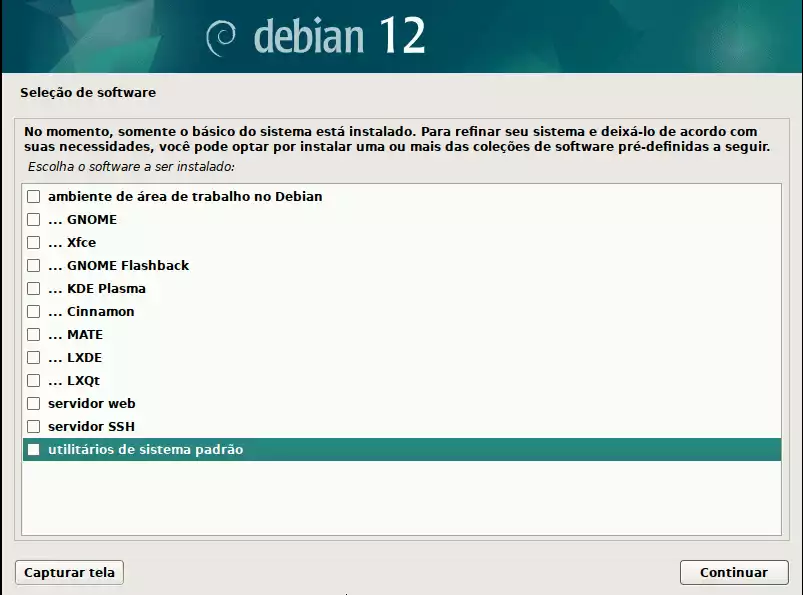 debian 12
Seleção de software
No momento, somente o básico do sistema está instalado. Para refinar seu sistema e deixá-lo de acordo com
suas necessidades, você pode optar por instalar uma ou mais das coleções de software pré-definidas a seguir.
Escolha o software a ser instalado:
ambiente de área de trabalho no Debian
... GNOME
... Xfce
... GNOME Flashback
... KDE Plasma
... Cinnamon
... MATE
... LXDE
... LXQt
servidor web
servidor SSH
utilitários de sistema padrão
Capturar tela
Continuar